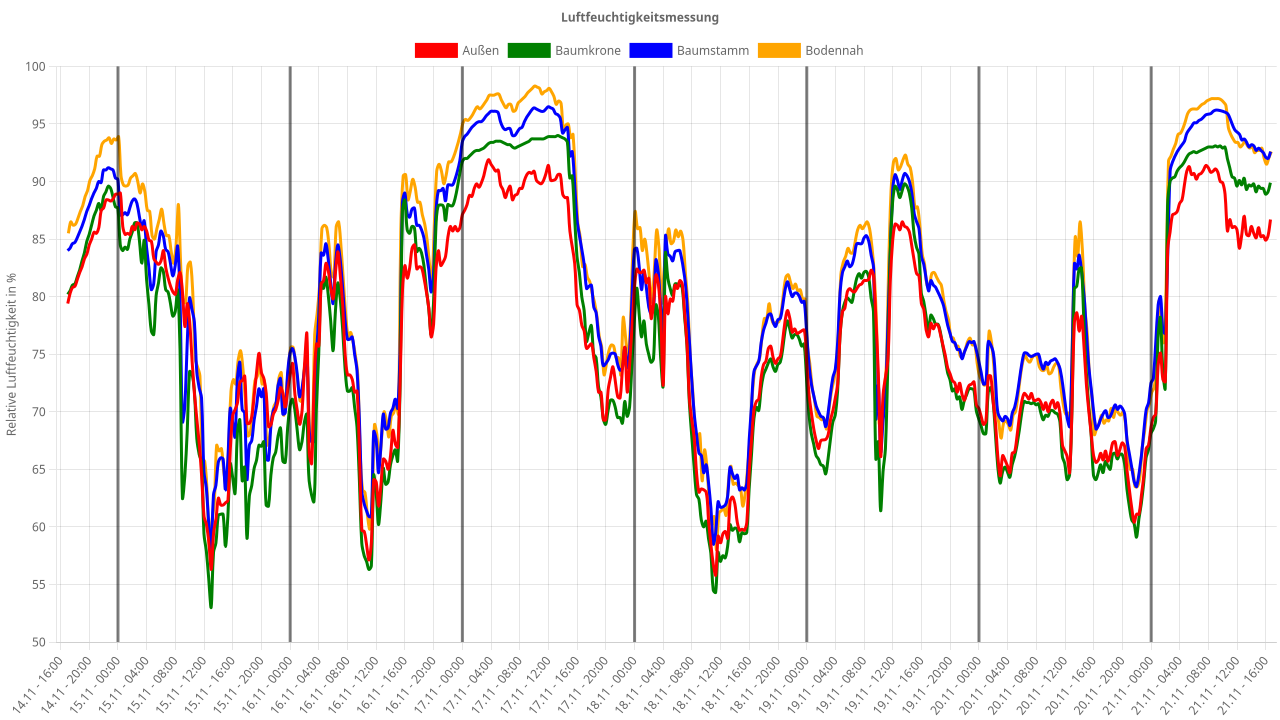 Luftfeuchtigkeitsmessung
Außen Baumkrone Baumstamm Bodennah
Relative Luftfeuchtigkeit in %
100
95
90
85
80
75
70
65
60
55
50
14.11 - 16:00
14.11 - 20:00
15.11 - 00:00
15.11 - 04:00
15.11 - 08:00
15.11 - 12:00
15.11 - 16:00
15.11 - 20:00
16.11 - 00:00
16.11 - 04:00
16.11 - 08:00
16.11 - 12:00
16.11 - 16:00
16.11 - 20:00
17.11 - 00:00
17.11 - 04:00
17.11 - 08:00
17.11 - 12:00
17.11 - 16:00
17.11 - 20:00
18.11 - 00:00
18.11 - 04:00
18.11 - 08:00
18.11 - 12:00
18.11 - 16:00
18.11 - 20:00
19.11 - 00:00
19.11 - 04:00
19.11 - 08:00
19.11 - 12:00
19.11 - 16:00
19.11 - 20:00
20.11 - 00:00
20.11 - 04:00
20.11 - 08:00
20.11 - 12:00
20.11 - 16:00
20.11 - 20:00
21.11 - 00:00
21.11 - 04:00
21.11 - 08:00
21.11 - 12:00
21.11 - 16:00